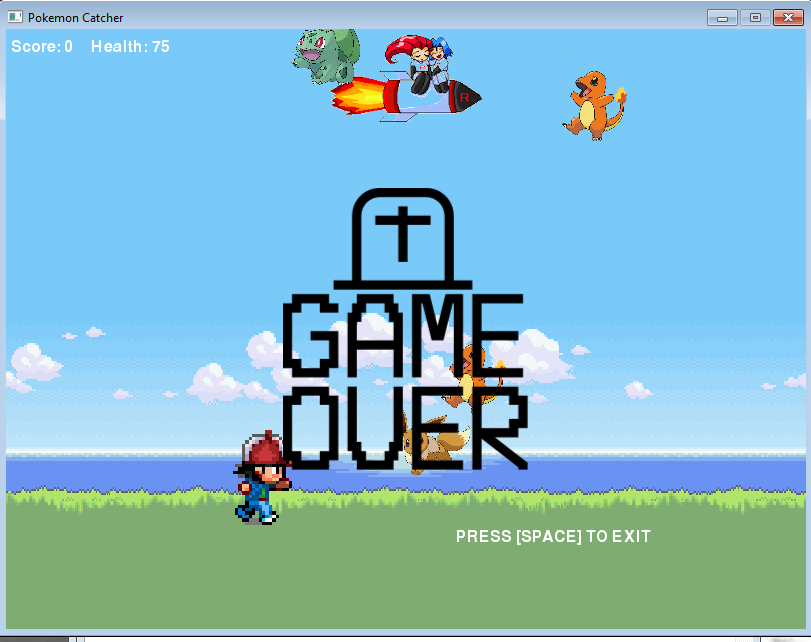 Pokemon Catcher
Score: 0 Health: 75
R
GAME
OVER
PRESS [SPACE] TO EXIT